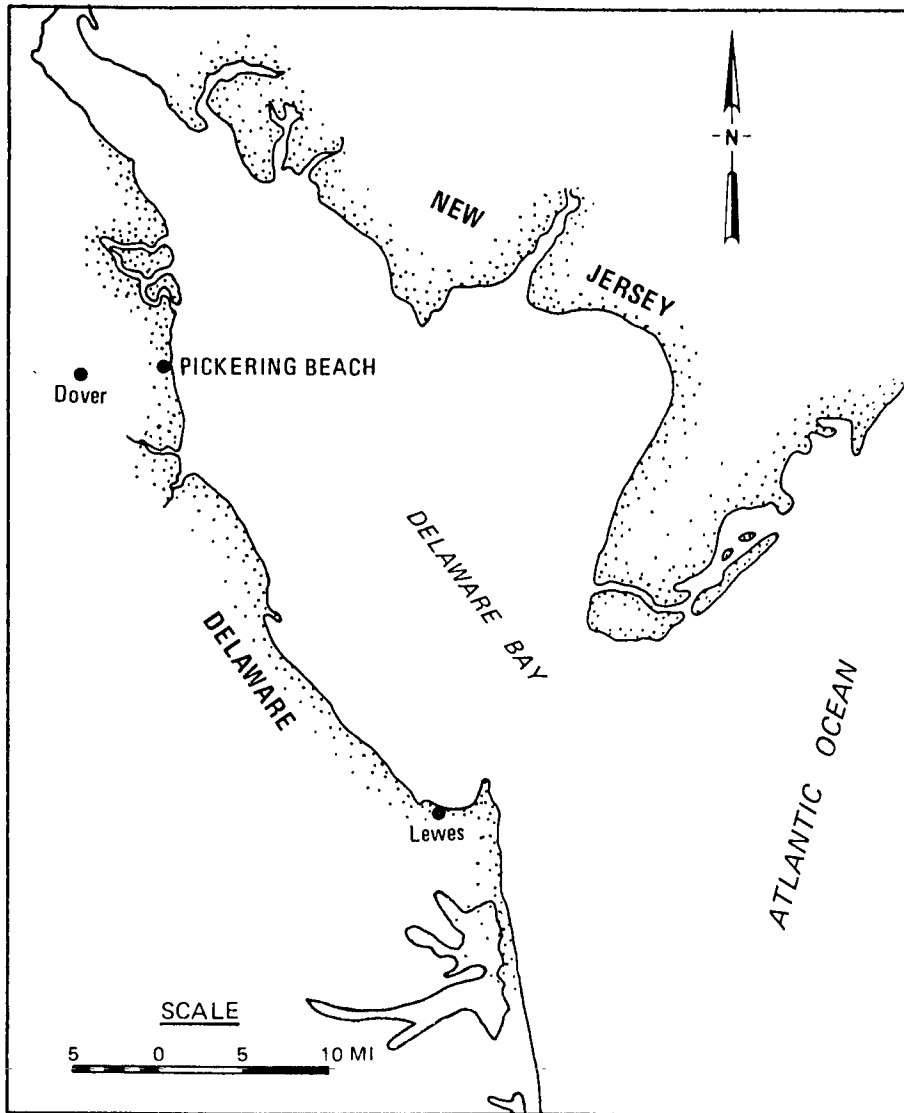 N
NEW
JERSEY
PICKERING BEACH
Dover
DELAWARE BAY
DELAWARE
ATLANTIC OCEAN
Lewes
SCALE
5 0 5 10 MI